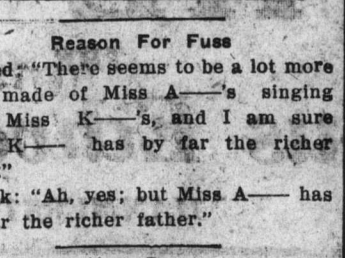 Reason For Fuss
ed: "There seems to be a lot more
made of Miss A——'s singing
Miss K——'s, and I am sure
K—— has by far the richer
"
k: "Ah, yes; but Miss A—— has
r the richer father."